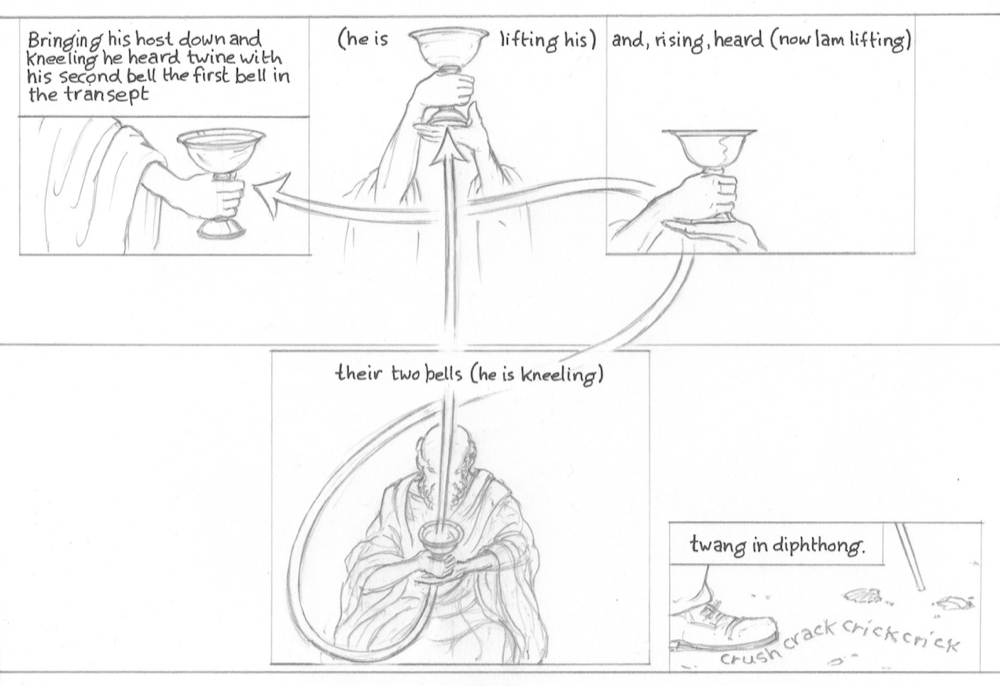 Bringing his host down and
kneeling he heard twine with
his second bell the first bell in
the transept
(he is lifting his)
and, rising, heard (now I am lifting)
their two bells (he is kneeling)
twang in diphthong.
crush crack crick crick